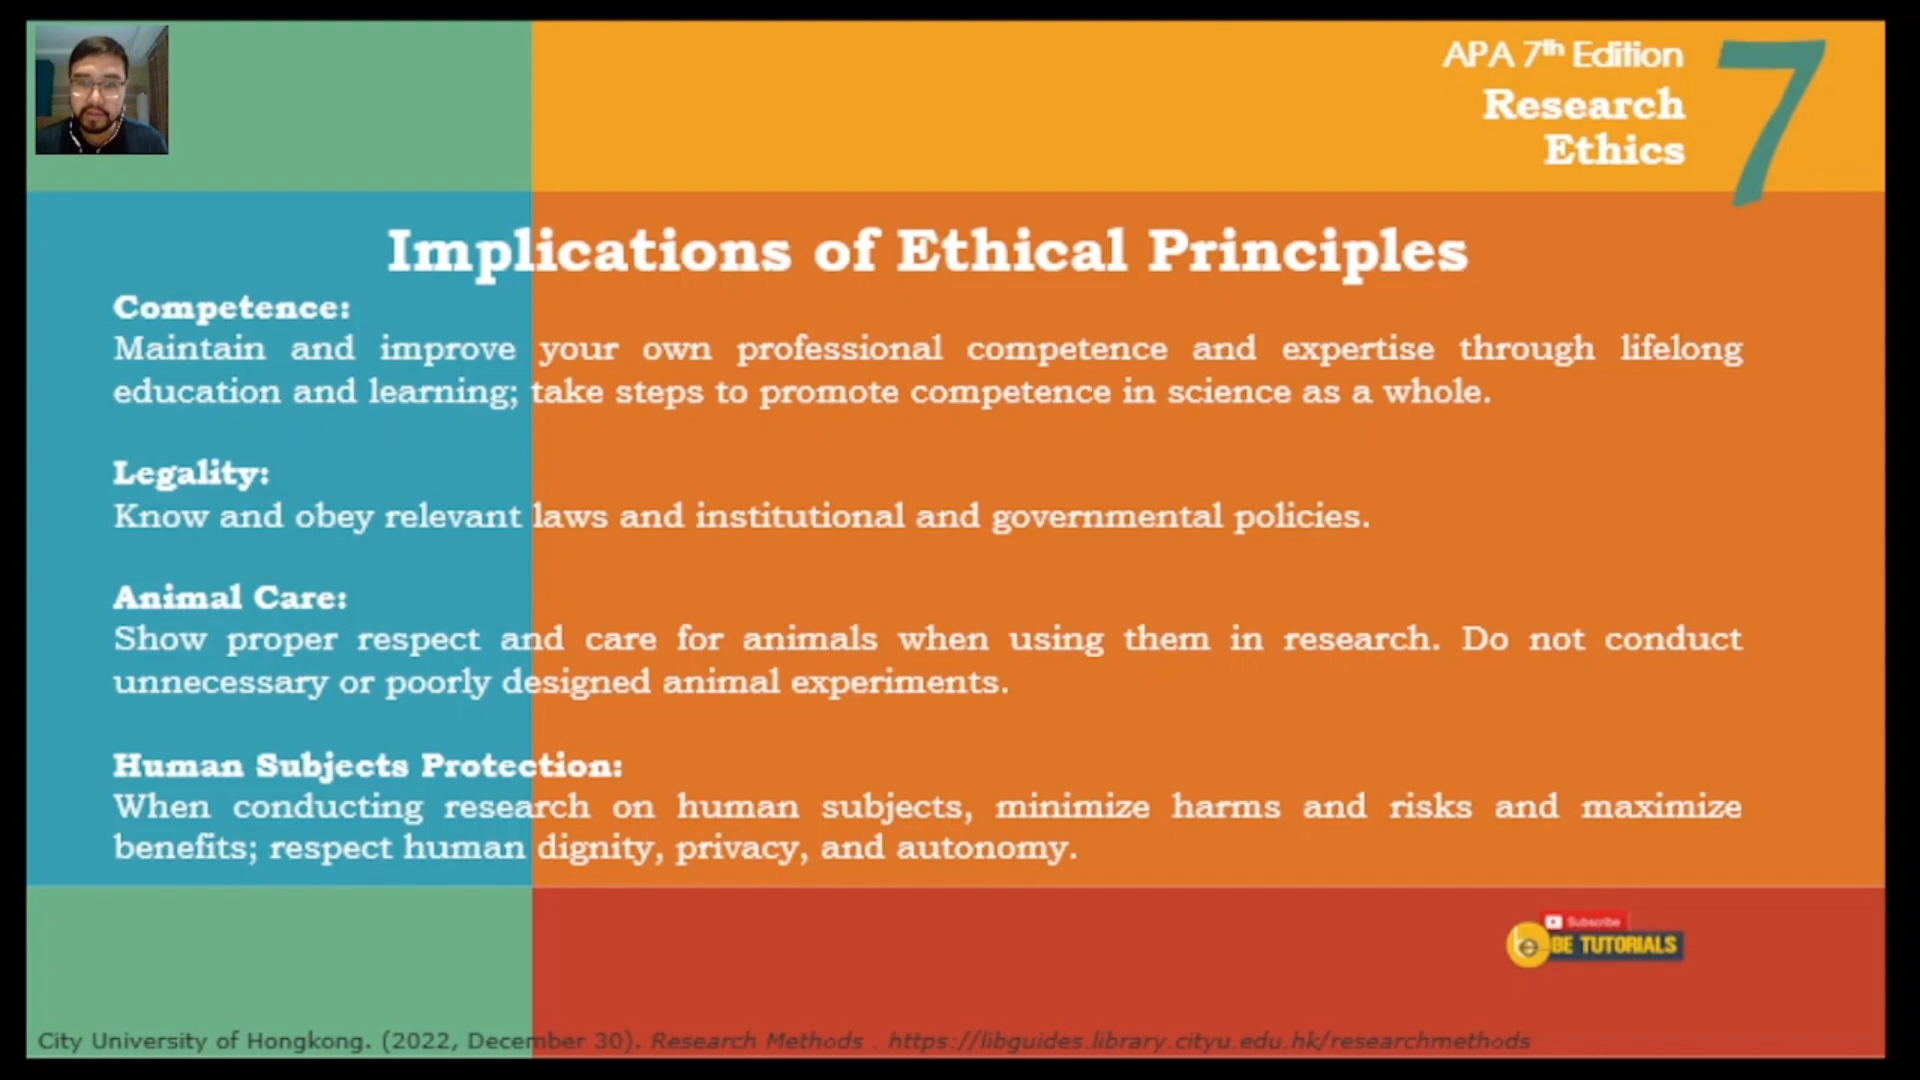 APA 7th Edition
Research
Ethics
7
Implications of Ethical Principles
Competence:
Maintain and improve your own professional competence and expertise through lifelong
education and learning; take steps to promote competence in science as a whole.
Legality:
Know and obey relevant laws and institutional and governmental policies.
Animal Care:
Show proper respect and care for animals when using them in research. Do not conduct
unnecessary or poorly designed animal experiments.
Human Subjects Protection:
When conducting research on human subjects, minimize harms and risks and maximize
benefits; respect human dignity, privacy, and autonomy.
Subscribe
BE TUTORIALS
City University of Hongkong. (2022, December 30). Research Methods . https://libguides.library.cityu.edu.hk/researchmethods